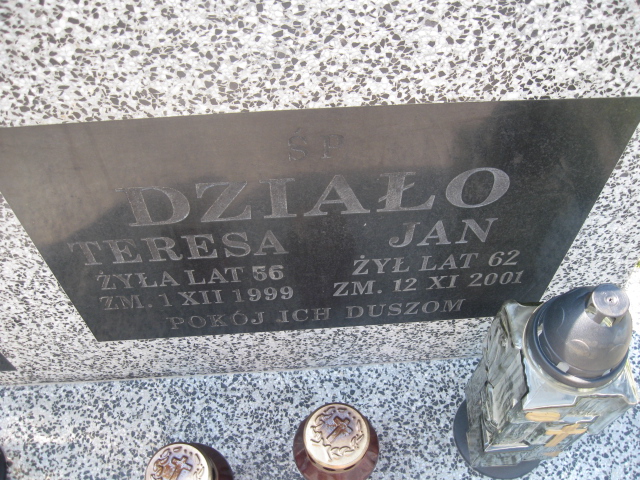 ŚP
DZIAŁO
TERESA JAN
ŻYŁA LAT 56 ŻYŁ LAT 62
ZM. 1 XII 1999 ZM. 12 XI 2001
POKÓJ ICH DUSZOM